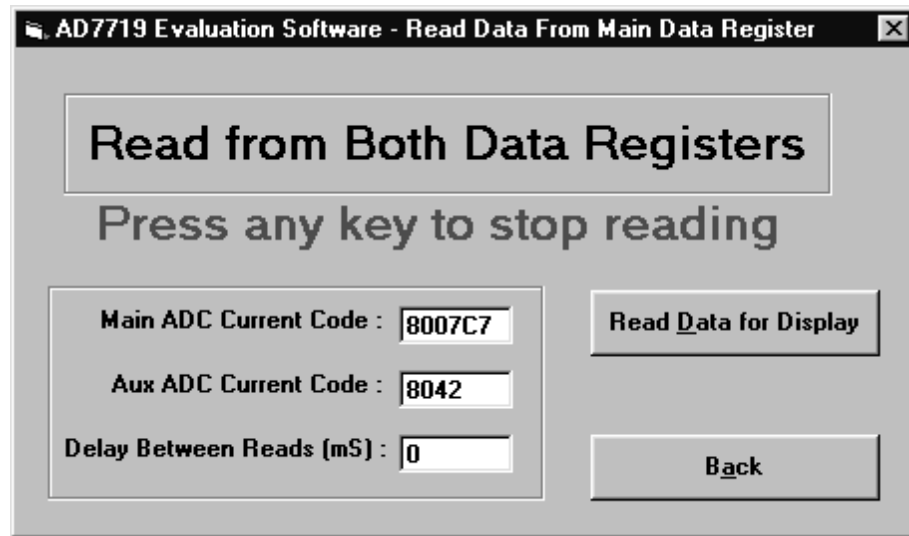 AD7719 Evaluation Software - Read Data From Main Data Register
Read from Both Data Registers
Press any key to stop reading
Main ADC Current Code : 8007C7
Aux ADC Current Code : 8042
Delay Between Reads (mS) : 0
Read Data for Display
Back